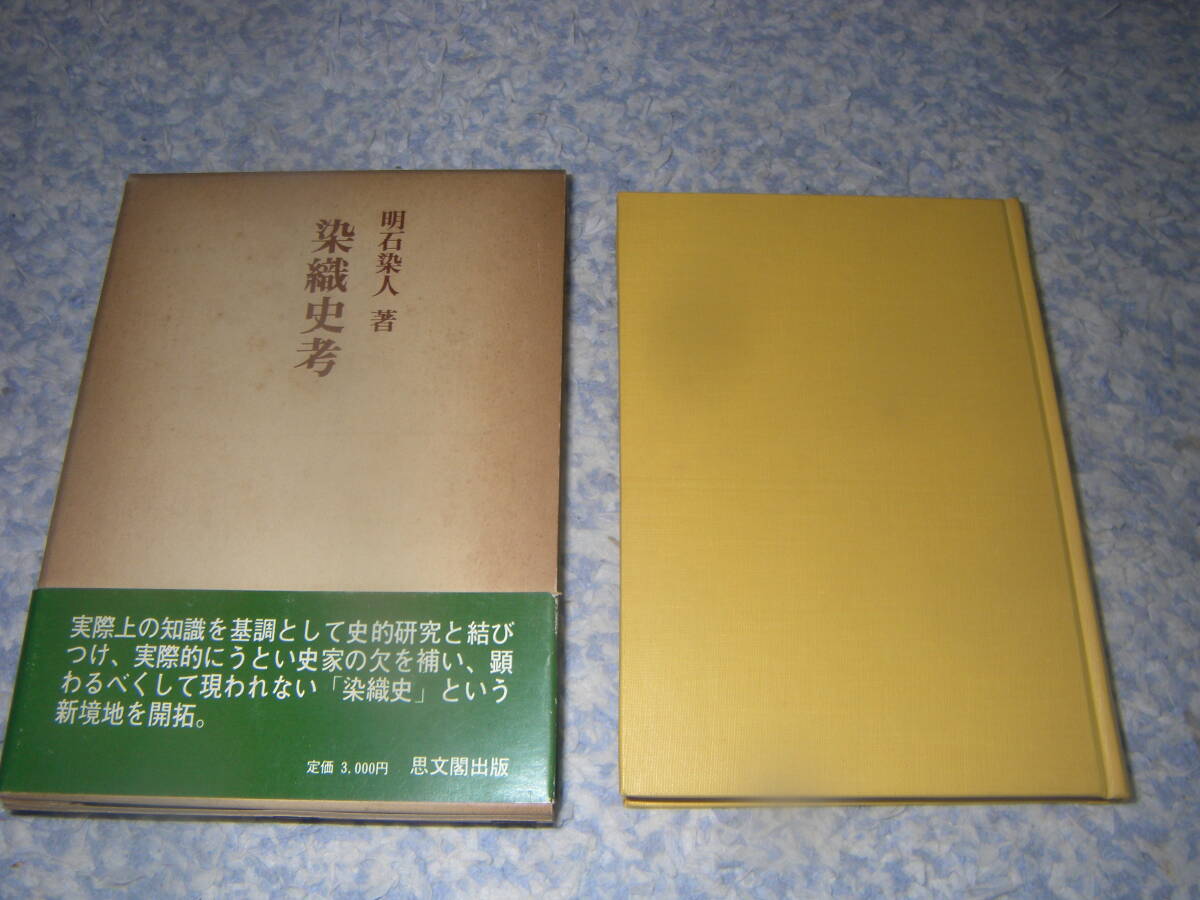 明石染人 著
染織史考
実際上の知識を基調として史的研究と結び
つけ、実際的にうとい史家の欠を補い、顕
わるべくして現われない「染織史」という
新境地を開拓。
定価 3,000円 思文閣出版